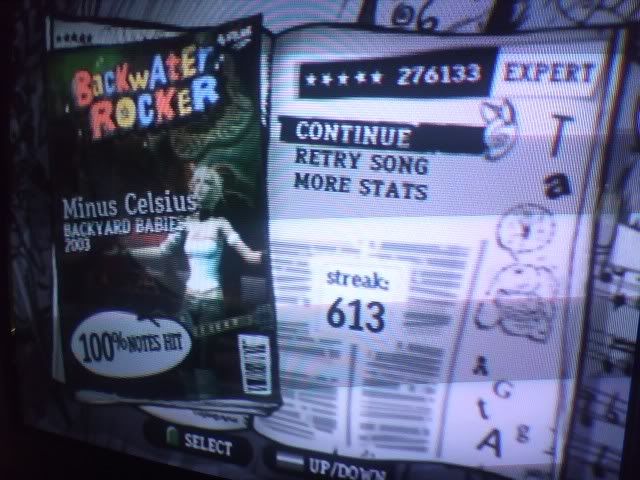 BACKWATER
ROCKER
Minus Celsius
BACKYARD BABIES
2003
100% NOTES HIT
★★★★★ 276133 EXPERT
CONTINUE
RETRY SONG
MORE STATS
streak:
613
T
a
A
G
t
g
A
SELECT
UP/DOWN